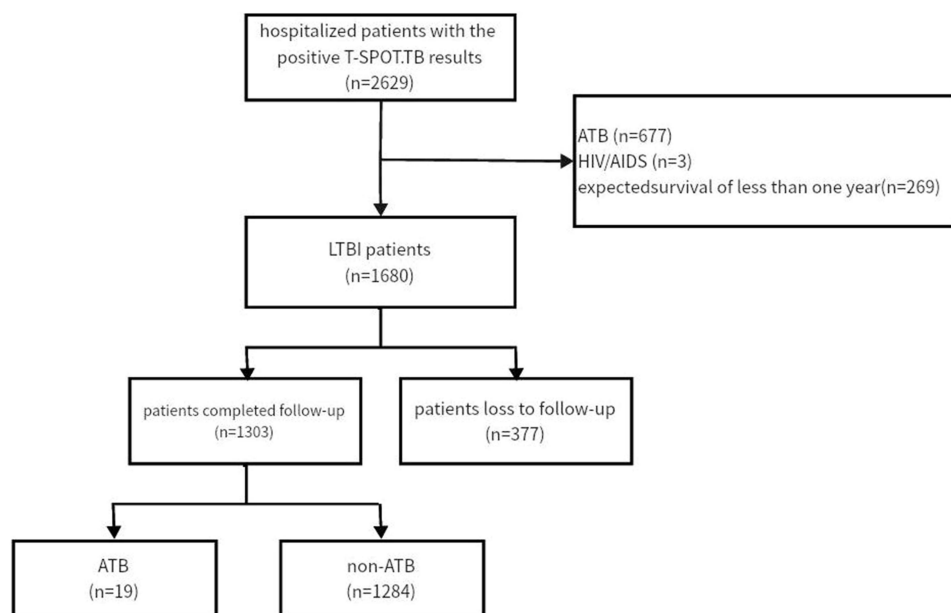 hospitalized patients with the
positive T-SPOT.TB results
(n=2629)
ATB (n=677)
HIV/AIDS (n=3)
expectedsurvival of less than one year(n=269)
LTBI patients
(n=1680)
patients completed follow-up
(n=1303)
patients loss to follow-up
(n=377)
ATB
(n=19)
non-ATB
(n=1284)